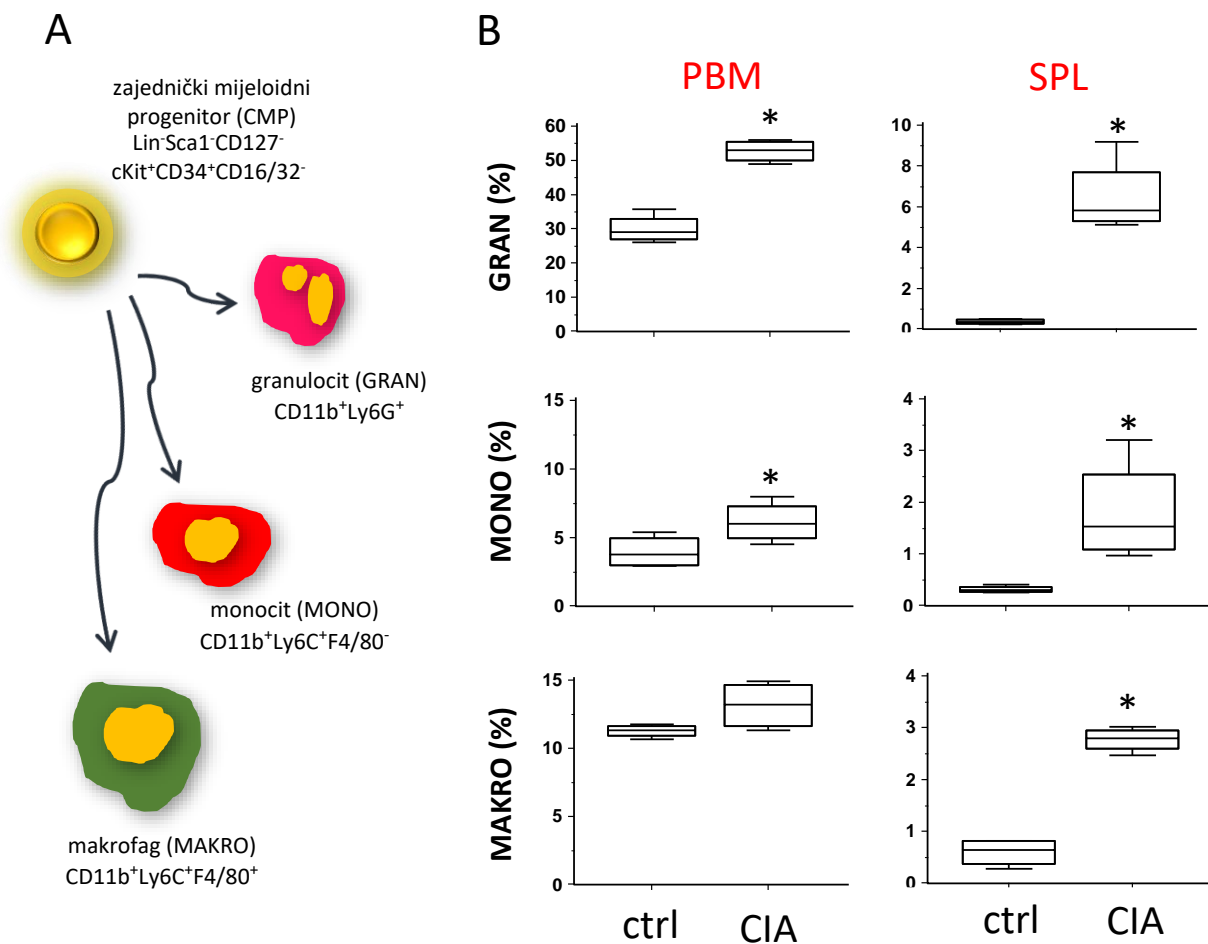 A
zajednički mijeloidni
progenitor (CMP)
Lin⁻Sca1⁻CD127⁻
cKit⁺CD34⁺CD16/32⁻
granulocit (GRAN)
CD11b⁺Ly6G⁺
monocit (MONO)
CD11b⁺Ly6C⁺F4/80⁻
makrofag (MAKRO)
CD11b⁺Ly6C⁺F4/80⁺
B
PBM
SPL
GRAN (%)
60
50
40
30
20
10
0
*
10
8
6
4
2
0
*
MONO (%)
15
10
5
0
*
4
3
2
1
0
*
MAKRO (%)
15
10
5
0
4
3
2
1
0
*
ctrl
CIA
ctrl
CIA